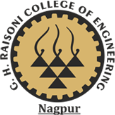 G. H. RAISONI COLLEGE OF ENGINEERING
Nagpur